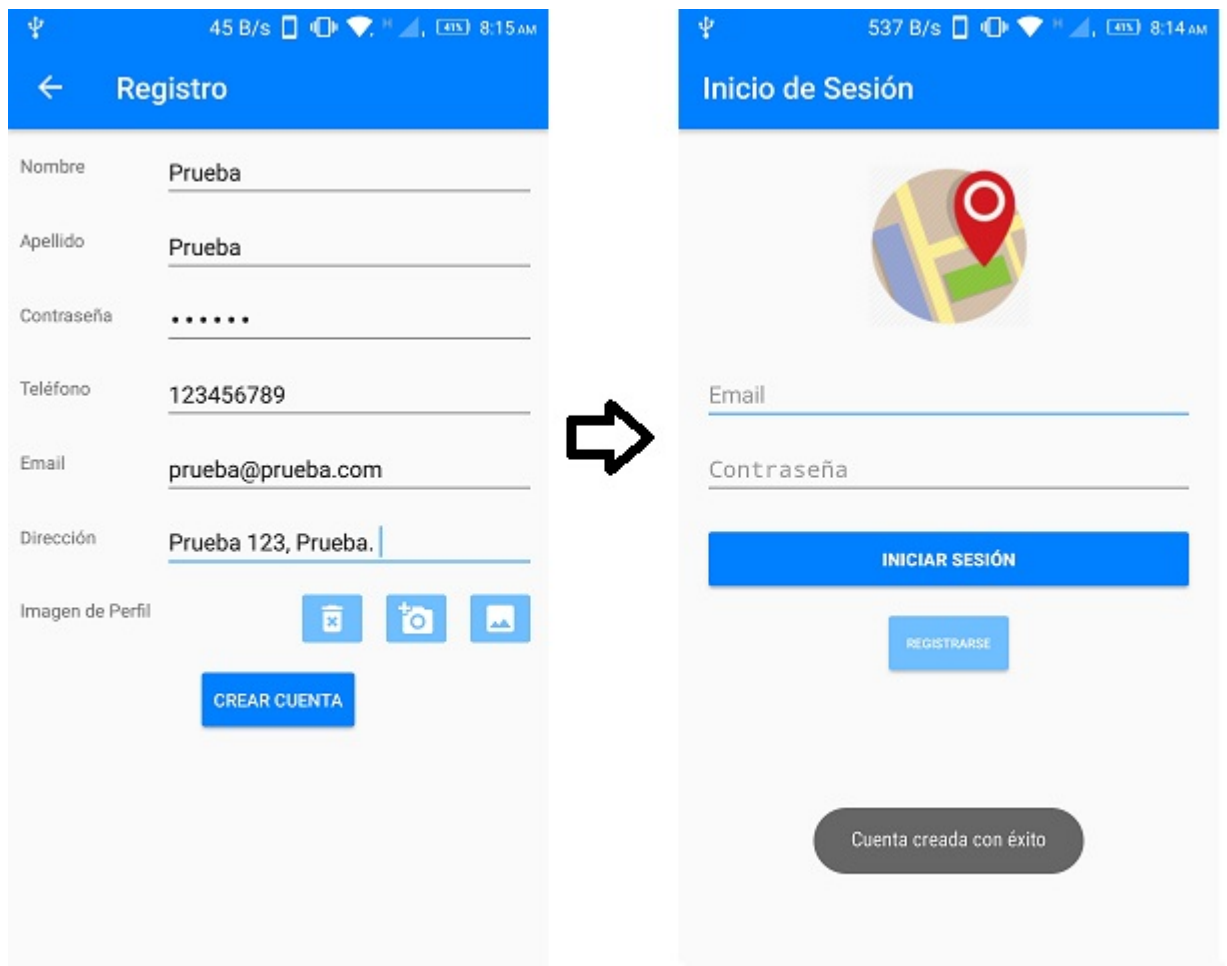 45 B/s H 41% 8:15 AM
Registro
Nombre Prueba
Apellido Prueba
Contraseña ••••••
Teléfono 123456789
Email prueba@prueba.com
Dirección Prueba 123, Prueba.
Imagen de Perfil
CREAR CUENTA
537 B/s H 41% 8:14 AM
Inicio de Sesión
Email
Contraseña
INICIAR SESIÓN
REGISTRARSE
Cuenta creada con éxito